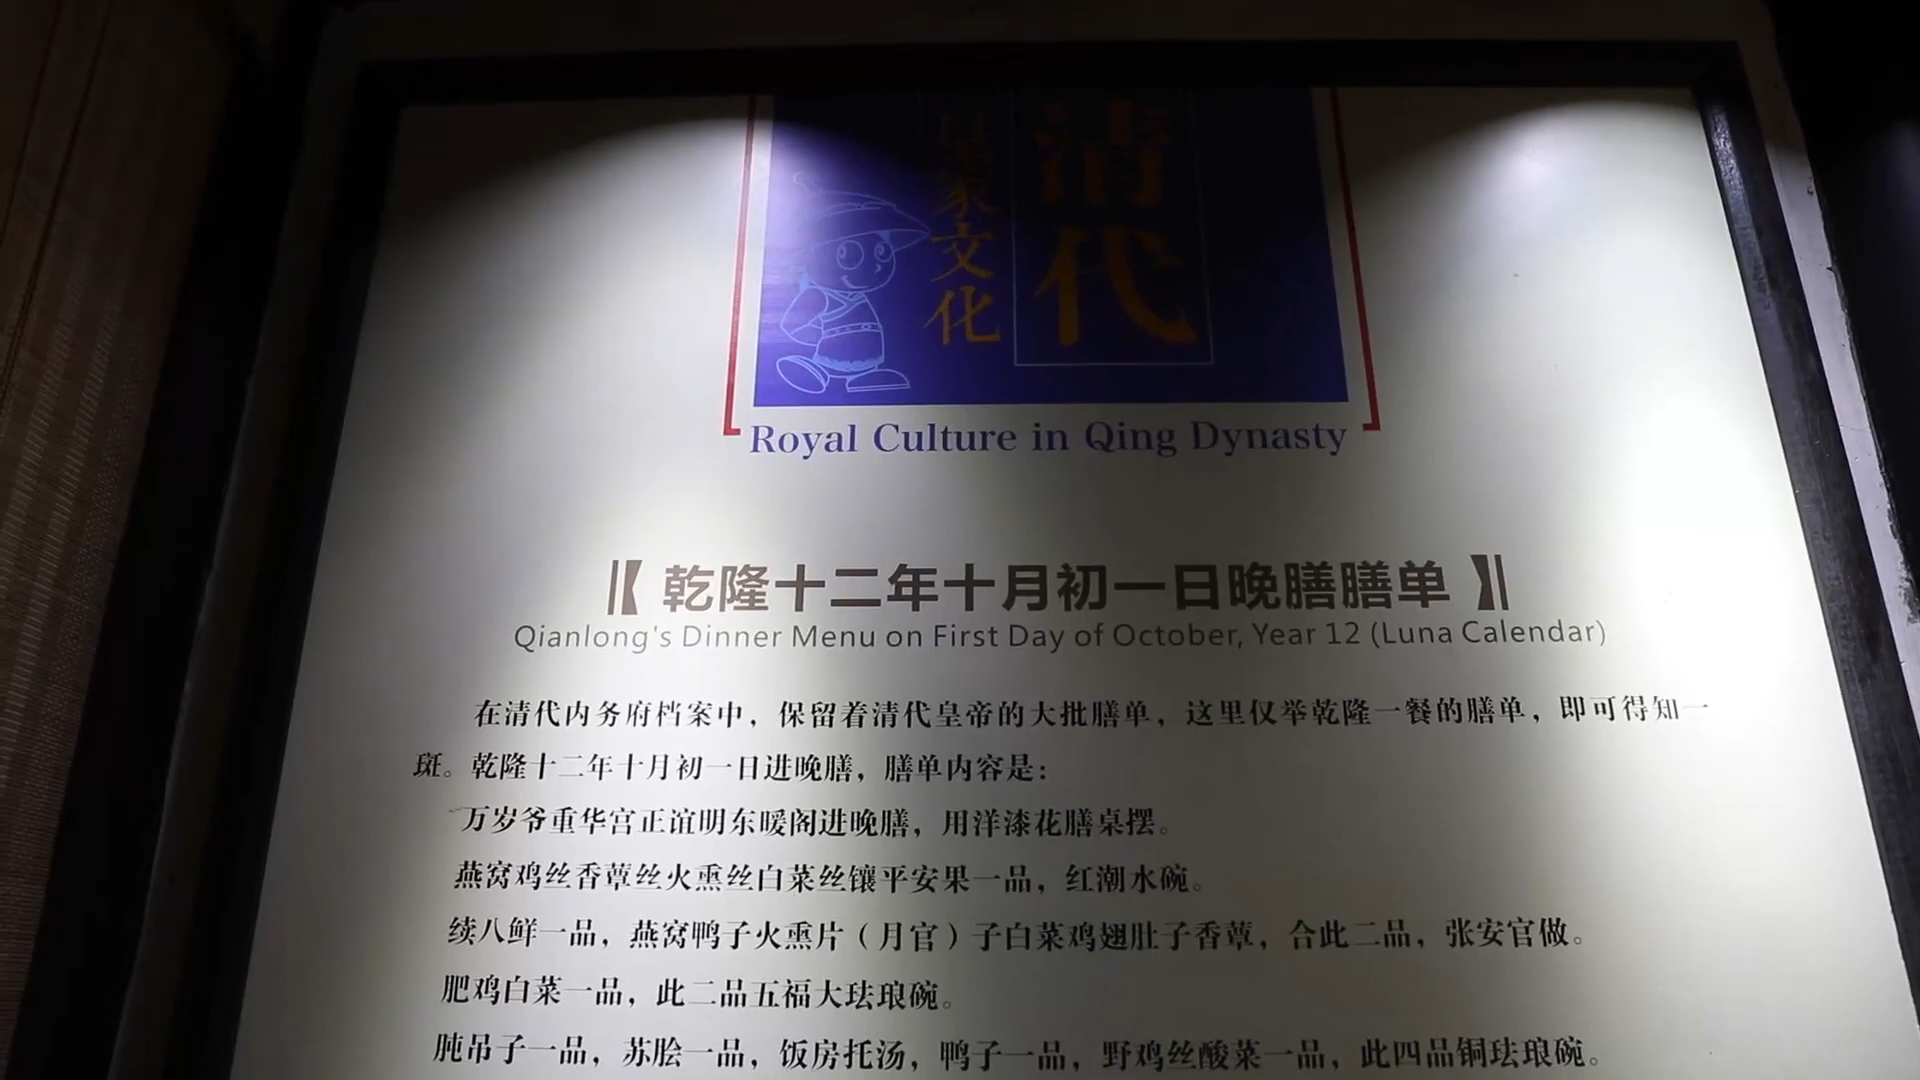 清代
皇家文化
Royal Culture in Qing Dynasty
【乾隆十二年十月初一日晚膳膳单】
Qianlong's Dinner Menu on First Day of October, Year 12 (Luna Calendar)
在清代内务府档案中，保留着清代皇帝的大批膳单，这里仅举乾隆一餐的膳单，即可得知一
斑。乾隆十二年十月初一日进晚膳，膳单内容是：
万岁爷重华宫正谊明东暖阁进晚膳，用洋漆花膳桌摆。
燕窝鸡丝香蕈丝火熏丝白菜丝镶平安果一品，红潮水碗。
续八鲜一品，燕窝鸭子火熏片（月官）子白菜鸡翅肚子香蕈，合此二品，张安官做。
肥鸡白菜一品，此二品五福大珐琅碗。
肫吊子一品，苏脍一品，饭房托汤，鸭子一品，野鸡丝酸菜一品，此四品铜珐琅碗。